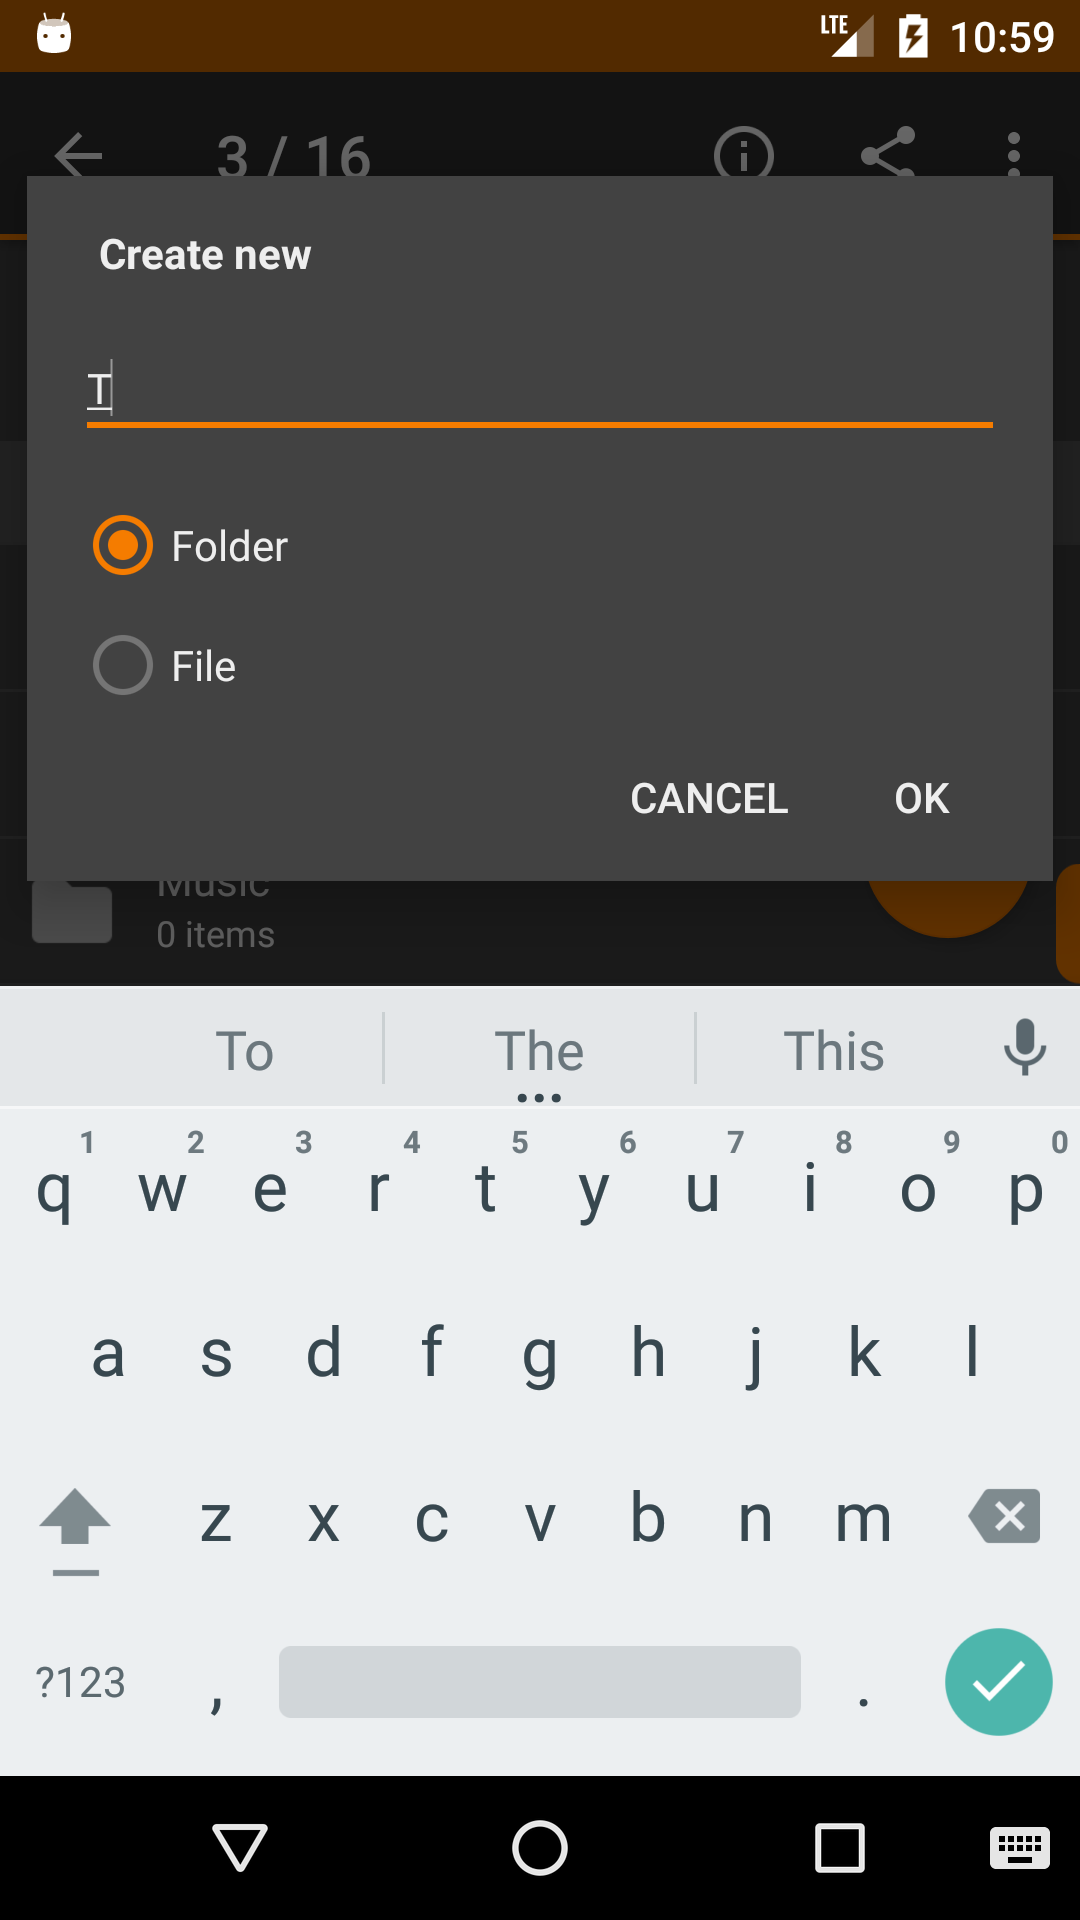 LTE 10:59
3 / 16
Create new
T
Folder
File
CANCEL OK
Music
0 items
To The This
1 2 3 4 5 6 7 8 9 0
q w e r t y u i o p
a s d f g h j k l
z x c v b n m
?123 , .